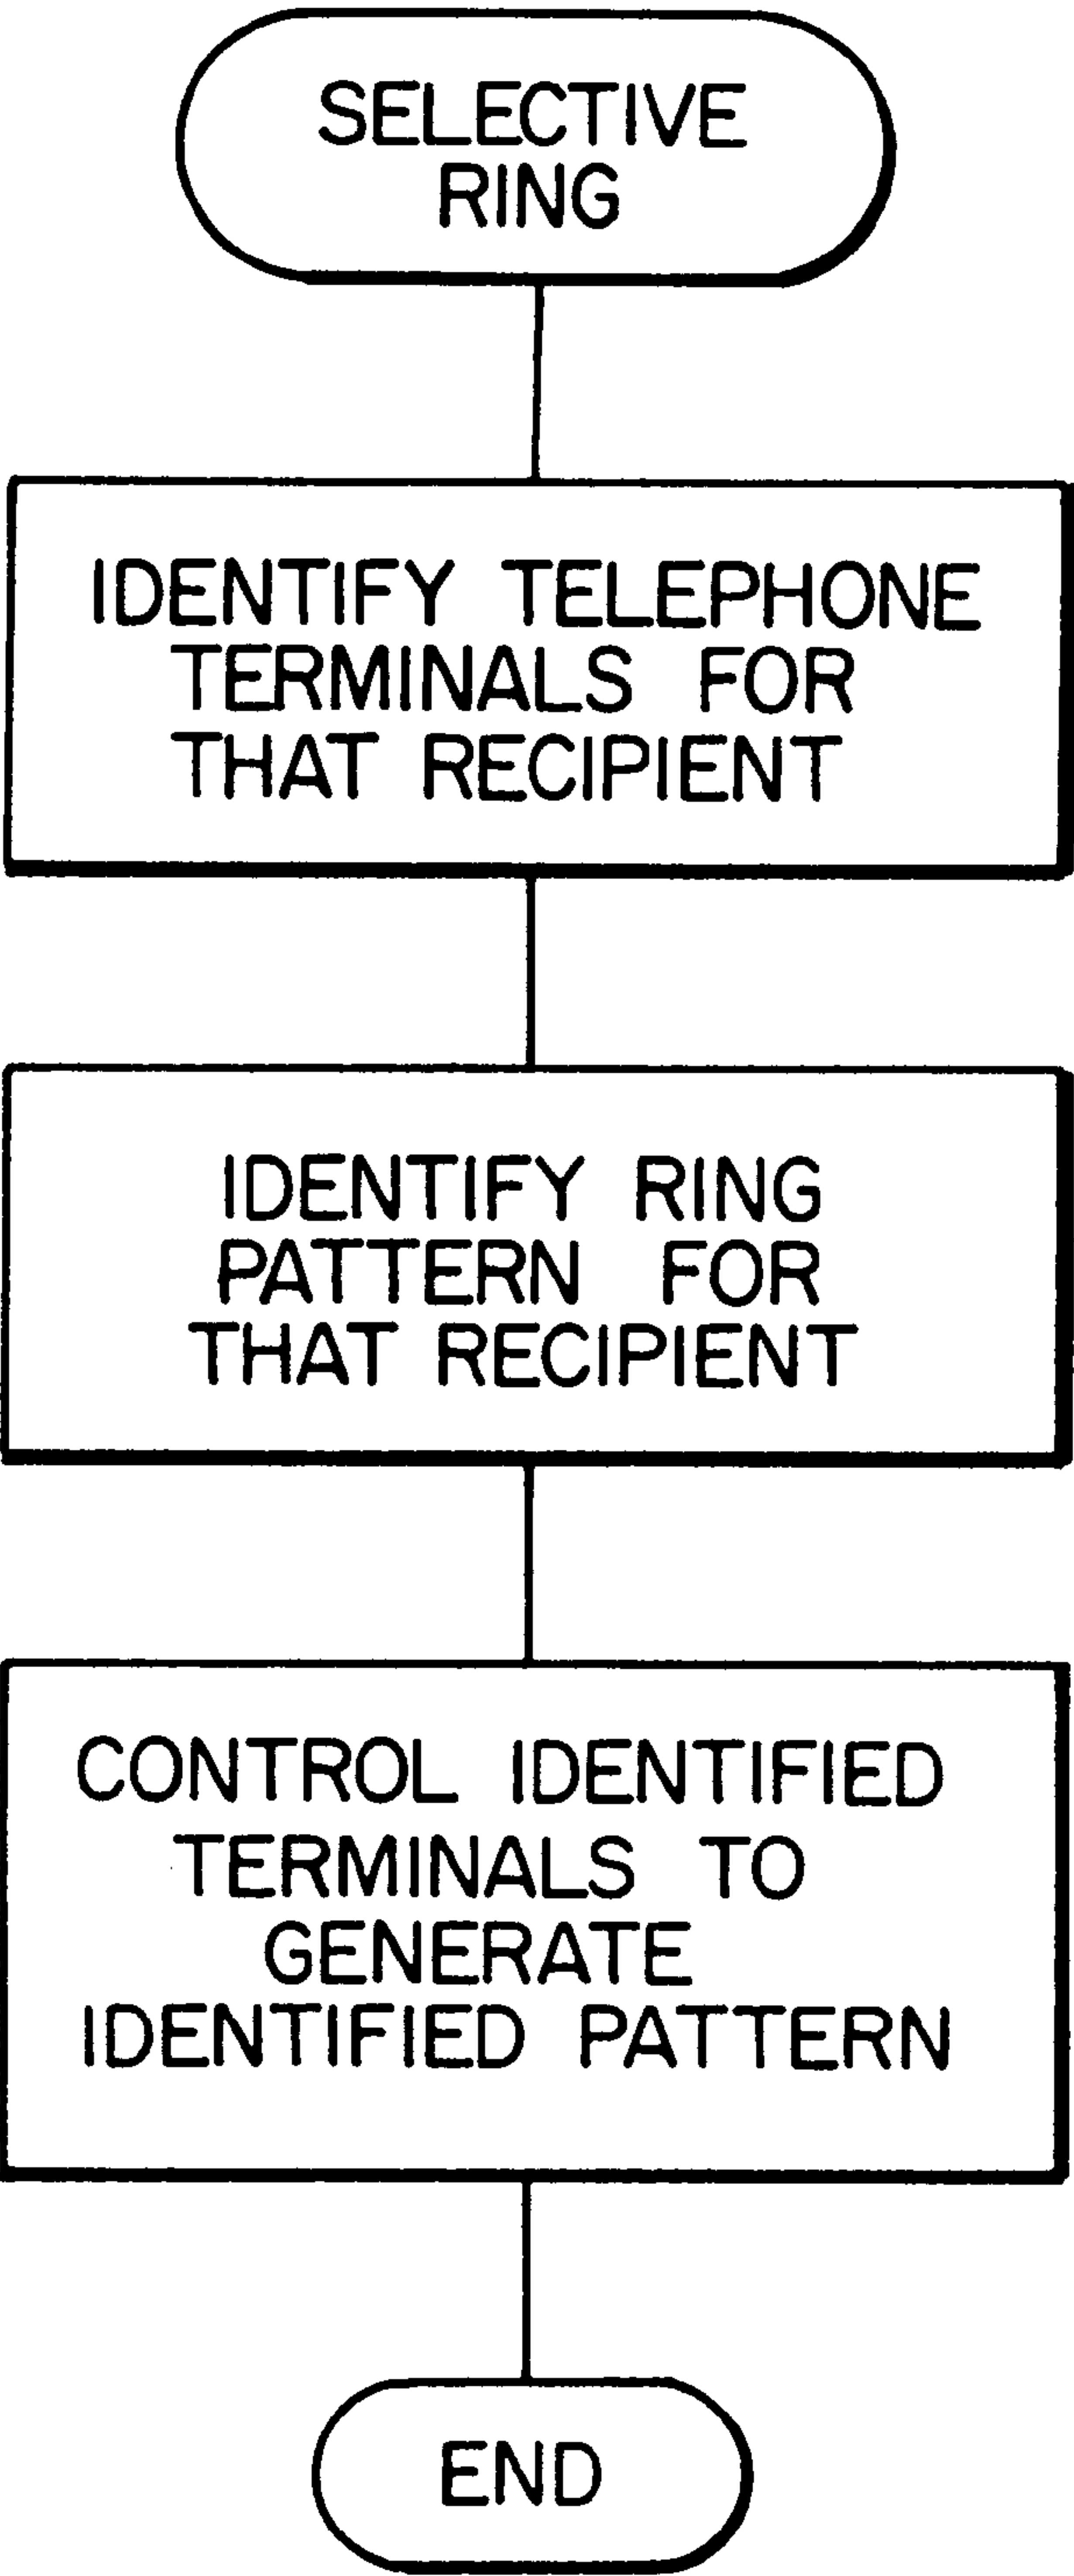 SELECTIVE
RING
IDENTIFY TELEPHONE
TERMINALS FOR
THAT RECIPIENT
IDENTIFY RING
PATTERN FOR
THAT RECIPIENT
CONTROL IDENTIFIED
TERMINALS TO
GENERATE
IDENTIFIED PATTERN
END